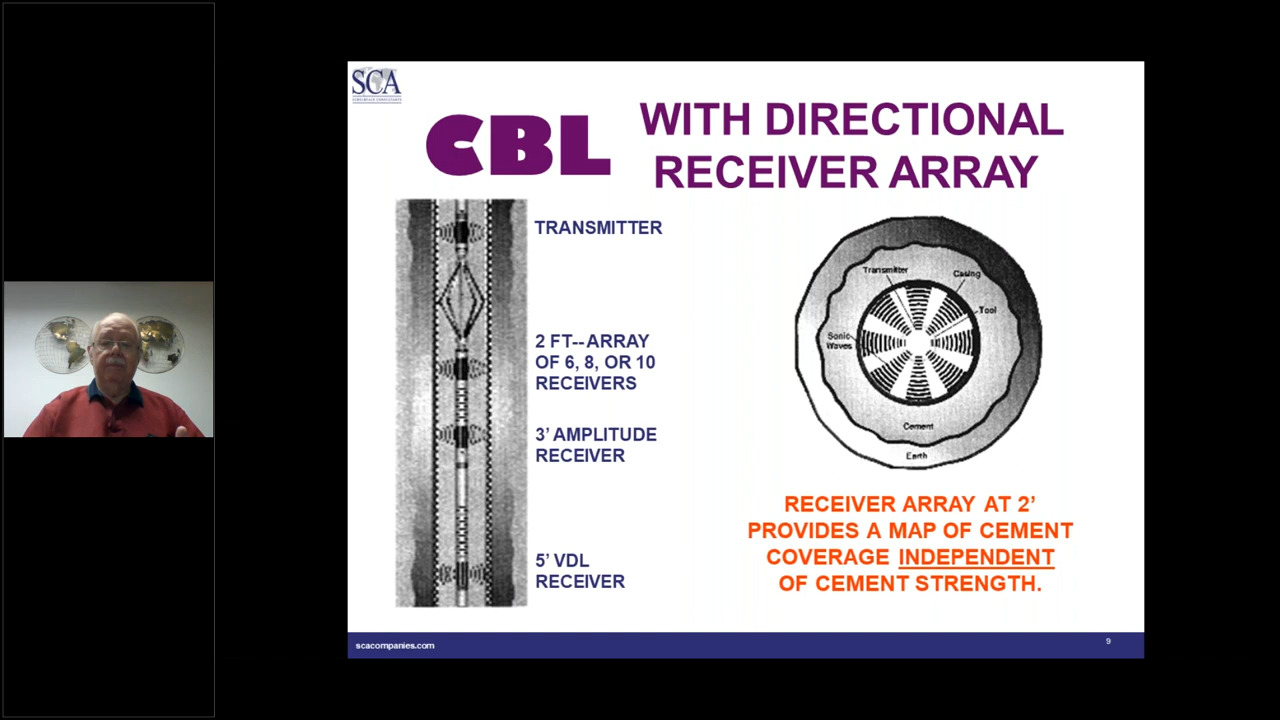 SCA
CBL
WITH DIRECTIONAL
RECEIVER ARRAY
TRANSMITTER
2 FT-- ARRAY
OF 6, 8, OR 10
RECEIVERS
3' AMPLITUDE
RECEIVER
5' VDL
RECEIVER
Transmitter
Casing
Tool
Sonic
Waves
Cement
Earth
RECEIVER ARRAY AT 2'
PROVIDES A MAP OF CEMENT
COVERAGE INDEPENDENT
OF CEMENT STRENGTH.
scacompanies.com
9